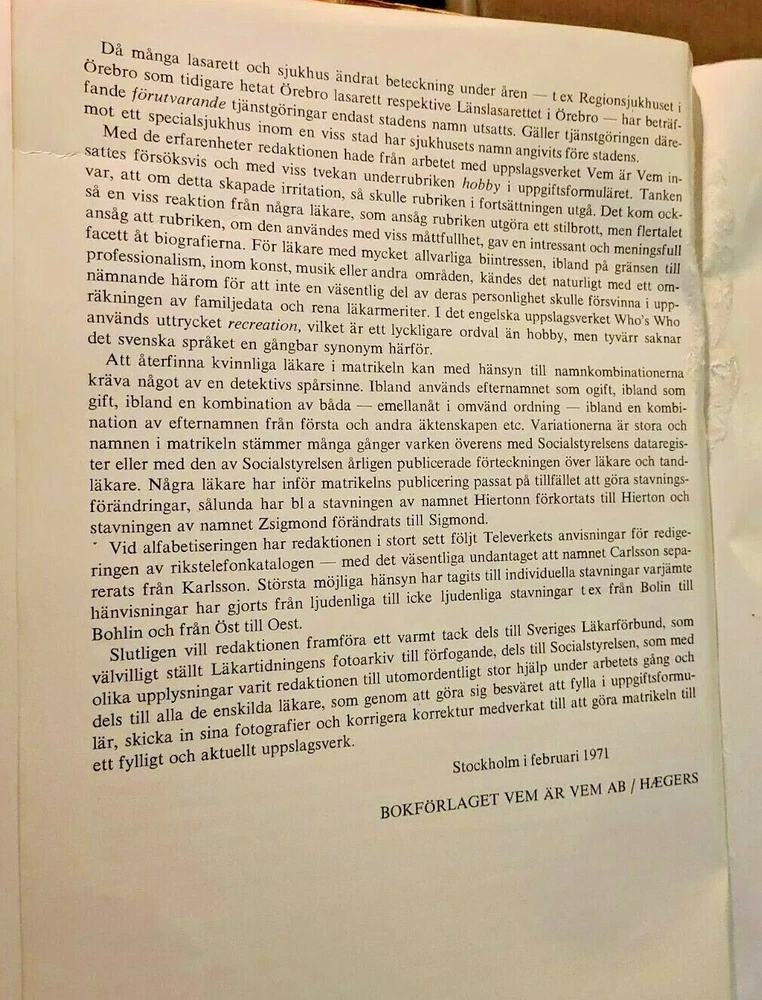 Då många lasarett och sjukhus ändrat beteckning under åren — t ex Regionsjukhuset i
Örebro som tidigare hetat Örebro lasarett respektive Länslasarettet i Örebro — har beträf-
fande förutvarande tjänstgöringar endast stadens namn utsatts. Gäller tjänstgöringen däre-
mot ett specialsjukhus inom en viss stad har sjukhusets namn angivits före stadens.
Med de erfarenheter redaktionen hade från arbetet med uppslagsverket Vem är Vem in-
sattes försöksvis och med viss tvekan underrubriken hobby i uppgiftsformuläret. Tanken
var, att om detta skapade irritation, så skulle rubriken i fortsättningen utgå. Det kom ock-
så en viss reaktion från några läkare, som ansåg rubriken utgöra ett stilbrott, men flertalet
ansåg att rubriken, om den användes med viss måttfullhet, gav en intressant och meningsfull
facett åt biografierna. För läkare med mycket allvarliga biintressen, ibland på gränsen till
professionalism, inom konst, musik eller andra områden, kändes det naturligt med ett om-
nämnande härom för att inte en väsentlig del av deras personlighet skulle försvinna i upp-
räkningen av familjedata och rena läkarmeriter. I det engelska uppslagsverket Who's Who
används uttrycket recreation, vilket är ett lyckligare ordval än hobby, men tyvärr saknar
det svenska språket en gångbar synonym härför.
Att återfinna kvinnliga läkare i matrikeln kan med hänsyn till namnkombinationerna
kräva något av en detektivs spårsinne. Ibland används efternamnet som ogift, ibland som
gift, ibland en kombination av båda — emellanåt i omvänd ordning — ibland en kombi-
nation av efternamnen från första och andra äktenskapen etc. Variationerna är stora och
namnen i matrikeln stämmer många gånger varken överens med Socialstyrelsens dataregis-
ter eller med den av Socialstyrelsen årligen publicerade förteckningen över läkare och tand-
läkare. Några läkare har inför matrikelns publicering passat på tillfället att göra stavnings-
förändringar, sålunda har bl a stavningen av namnet Hiertonn förkortats till Hierton och
stavningen av namnet Zsigmond förändrats till Sigmond.
Vid alfabetiseringen har redaktionen i stort sett följt Televerkets anvisningar för redige-
ringen av rikstelefonkatalogen — med det väsentliga undantaget att namnet Carlsson sepa-
rerats från Karlsson. Största möjliga hänsyn har tagits till individuella stavningar varjämte
hänvisningar har gjorts från ljudenliga till icke ljudenliga stavningar t ex från Bolin till
Bohlin och från Öst till Oest.
Slutligen vill redaktionen framföra ett varmt tack dels till Sveriges Läkarförbund, som
välvilligt ställt Läkartidningens fotoarkiv till förfogande, dels till Socialstyrelsen, som med
olika upplysningar varit redaktionen till utomordentligt stor hjälp under arbetets gång och
dels till alla de enskilda läkare, som genom att göra sig besväret att fylla i uppgiftsformu-
lär, skicka in sina fotografier och korrigera korrektur medverkat till att göra matrikeln till
ett fylligt och aktuellt uppslagsverk.
Stockholm i februari 1971
BOKFÖRLAGET VEM ÄR VEM AB / HÆGERS